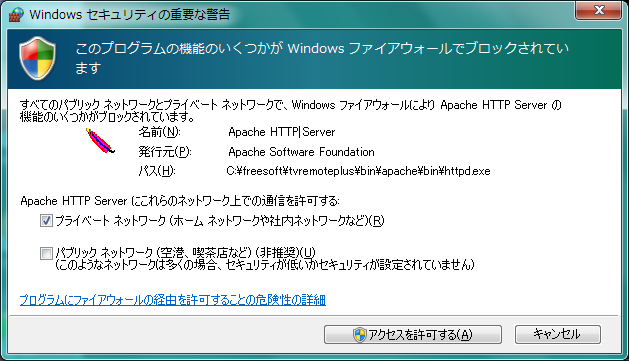 Windows セキュリティの重要な警告
このプログラムの機能のいくつかが Windows ファイアウォールでブロックされてい
ます
すべてのパブリック ネットワークとプライベート ネットワークで、Windows ファイアウォールにより Apache HTTP Server の
機能のいくつかがブロックされています。
名前(N): Apache HTTP Server
発行元(P): Apache Software Foundation
パス(H): C:¥freesoft¥tvremoteplus¥bin¥apache¥bin¥httpd.exe
Apache HTTP Server にこれらのネットワーク上での通信を許可する:
プライベート ネットワーク (ホーム ネットワークや社内ネットワークなど)(R)
パブリック ネットワーク (空港、喫茶店など) (非推奨)(U)
(このようなネットワークは多くの場合、セキュリティが低いかセキュリティが設定されていません)
プログラムにファイアウォールの経由を許可することの危険性の詳細
アクセスを許可する(A) キャンセル